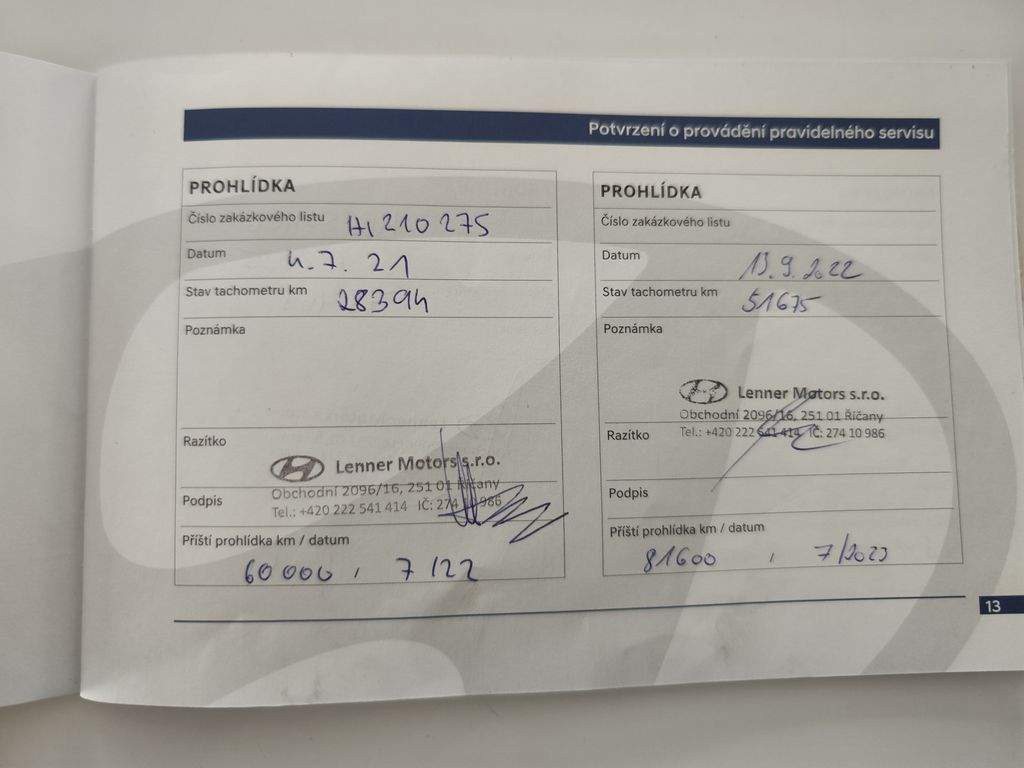 Potvrzení o provádění pravidelného servisu
PROHLÍDKA
Číslo zakázkového listu H1210275
Datum 4.7.21
Stav tachometru km 28394
Poznámka
Razítko
Lenner Motors s.r.o.
Obchodní 2096/16, 251 01 Říčany
Podpis
Tel.: +420 222 541 414 IČ: 274 10 986
Příští prohlídka km / datum
60 000 , 7/22
PROHLÍDKA
Číslo zakázkového listu
Datum 13.9.2022
Stav tachometru km 51675
Poznámka
Lenner Motors s.r.o.
Obchodní 2096/16, 251 01 Říčany
Razítko
Tel.: +420 222 541 414 IČ: 274 10 986
Podpis
Příští prohlídka km / datum
81600 , 7/2023
13